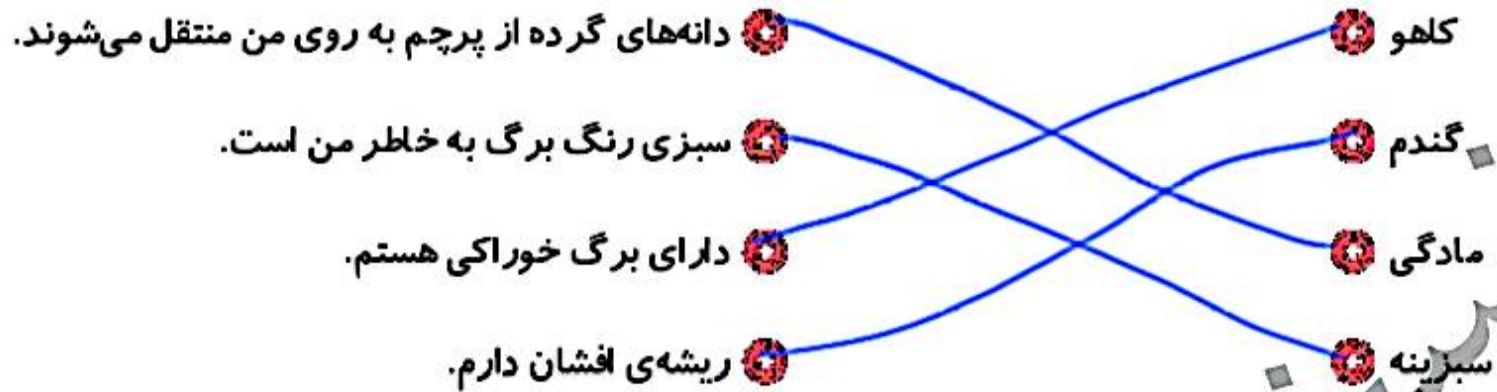 کاهو دانه‌های گرده از پرچم به روی من منتقل می‌شوند.
گندم سبزی رنگ برگ به خاطر من است.
مادگی دارای برگ خوراکی هستم.
سبزینه ریشه‌ی افشان دارم.